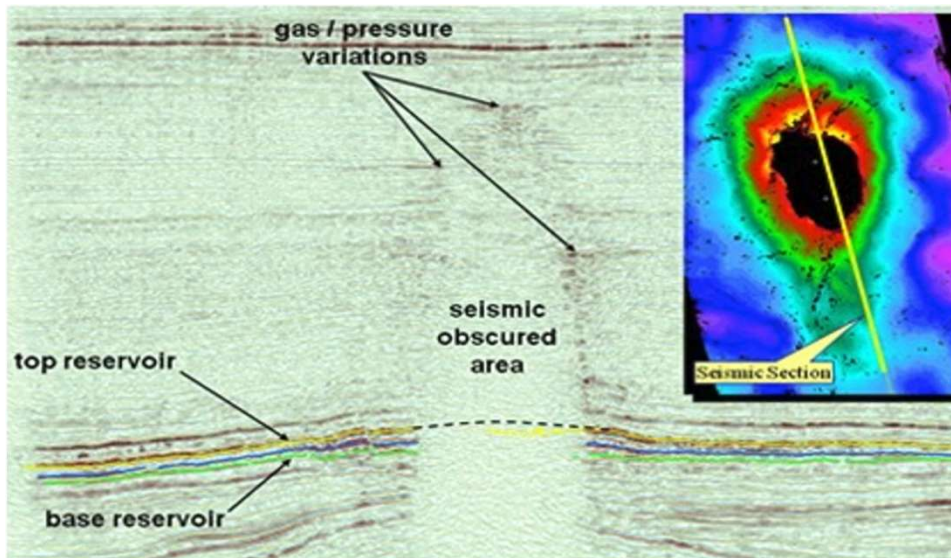 gas / pressure
variations
seismic
obscured
area
top reservoir
base reservoir
Seismic Section